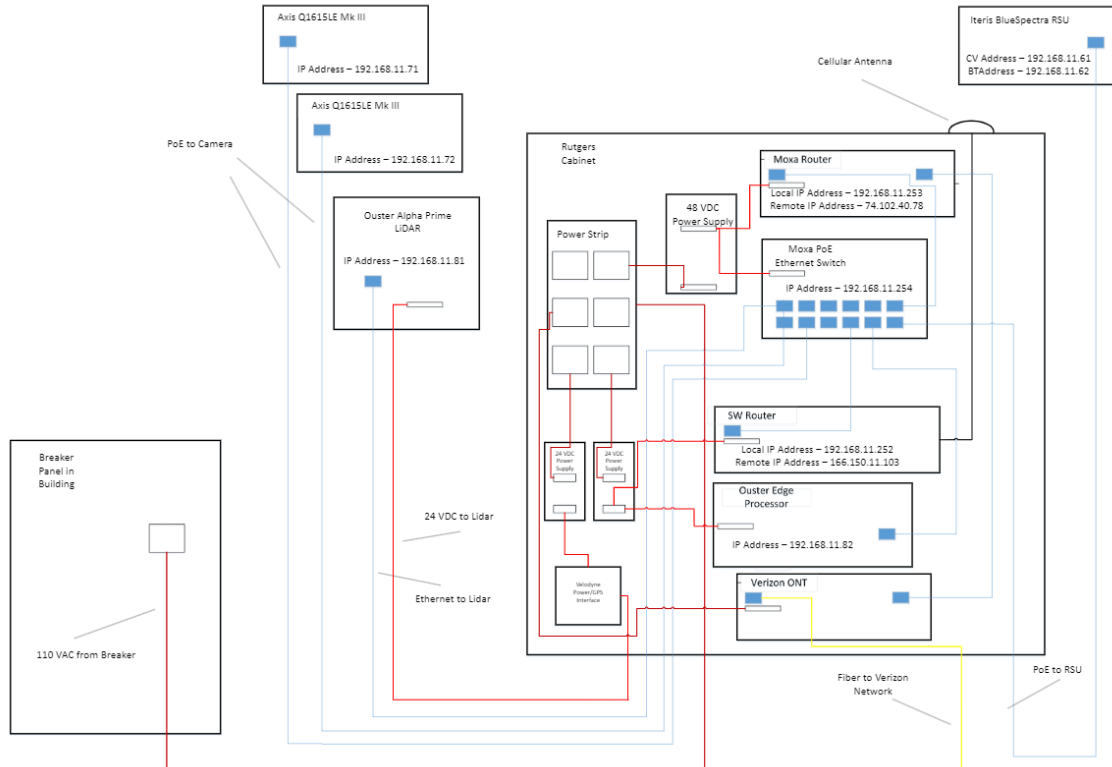 Axis Q1615LE Mk III
IP Address – 192.168.11.71
Axis Q1615LE Mk III
IP Address – 192.168.11.72
PoE to Camera
Ouster Alpha Prime
LiDAR
IP Address – 192.168.11.81
Iteris BlueSpectra RSU
CV Address – 192.168.11.61
BTAddress – 192.168.11.62
Cellular Antenna
Rutgers
Cabinet
Moxa Router
Local IP Address – 192.168.11.253
Remote IP Address – 74.102.40.78
48 VDC
Power Supply
Power Strip
Moxa PoE
Ethernet Switch
IP Address – 192.168.11.254
SW Router
Local IP Address – 192.168.11.252
Remote IP Address – 166.150.11.103
24 VDC
Power
Supply
24 VDC
Power
Supply
Ouster Edge
Processor
IP Address – 192.168.11.82
Velodyne
Power/GPS
Interface
Verizon ONT
Breaker
Panel in
Building
110 VAC from Breaker
24 VDC to Lidar
Ethernet to Lidar
Fiber to Verizon
Network
PoE to RSU